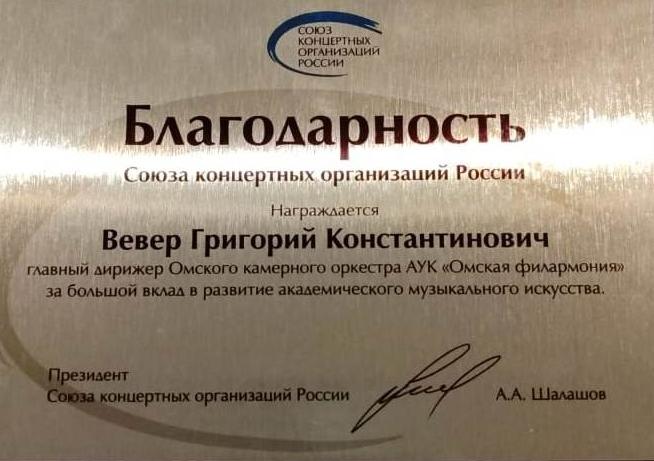 СОЮЗ
КОНЦЕРТНЫХ
ОРГАНИЗАЦИЙ
РОССИИ
Благодарность
Союза концертных организаций России
Награждается
Вевер Григорий Константинович
главный дирижер Омского камерного оркестра АУК «Омская филармония»
за большой вклад в развитие академического музыкального искусства.
Президент
Союза концертных организаций России
А.А. Шалашов